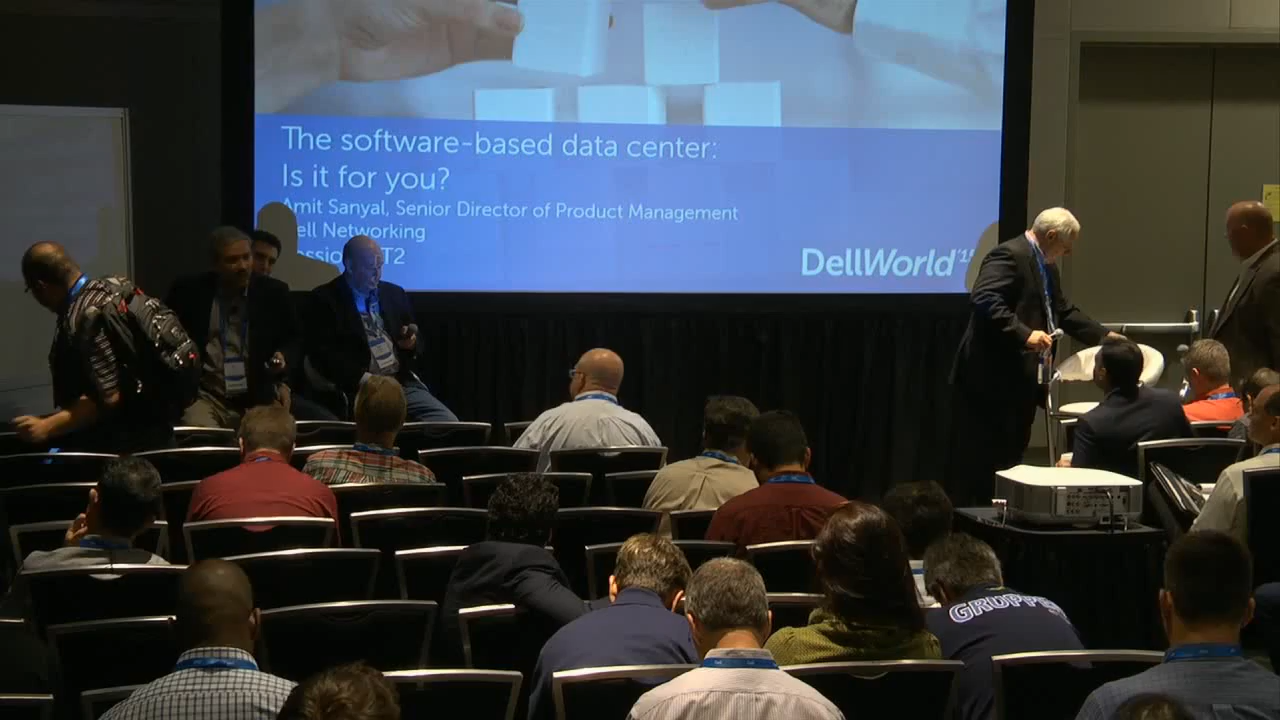 The software-based data center:
Is it for you?
Amit Sanyal, Senior Director of Product Management
Networking
T2
DellWorld
GRUPPE